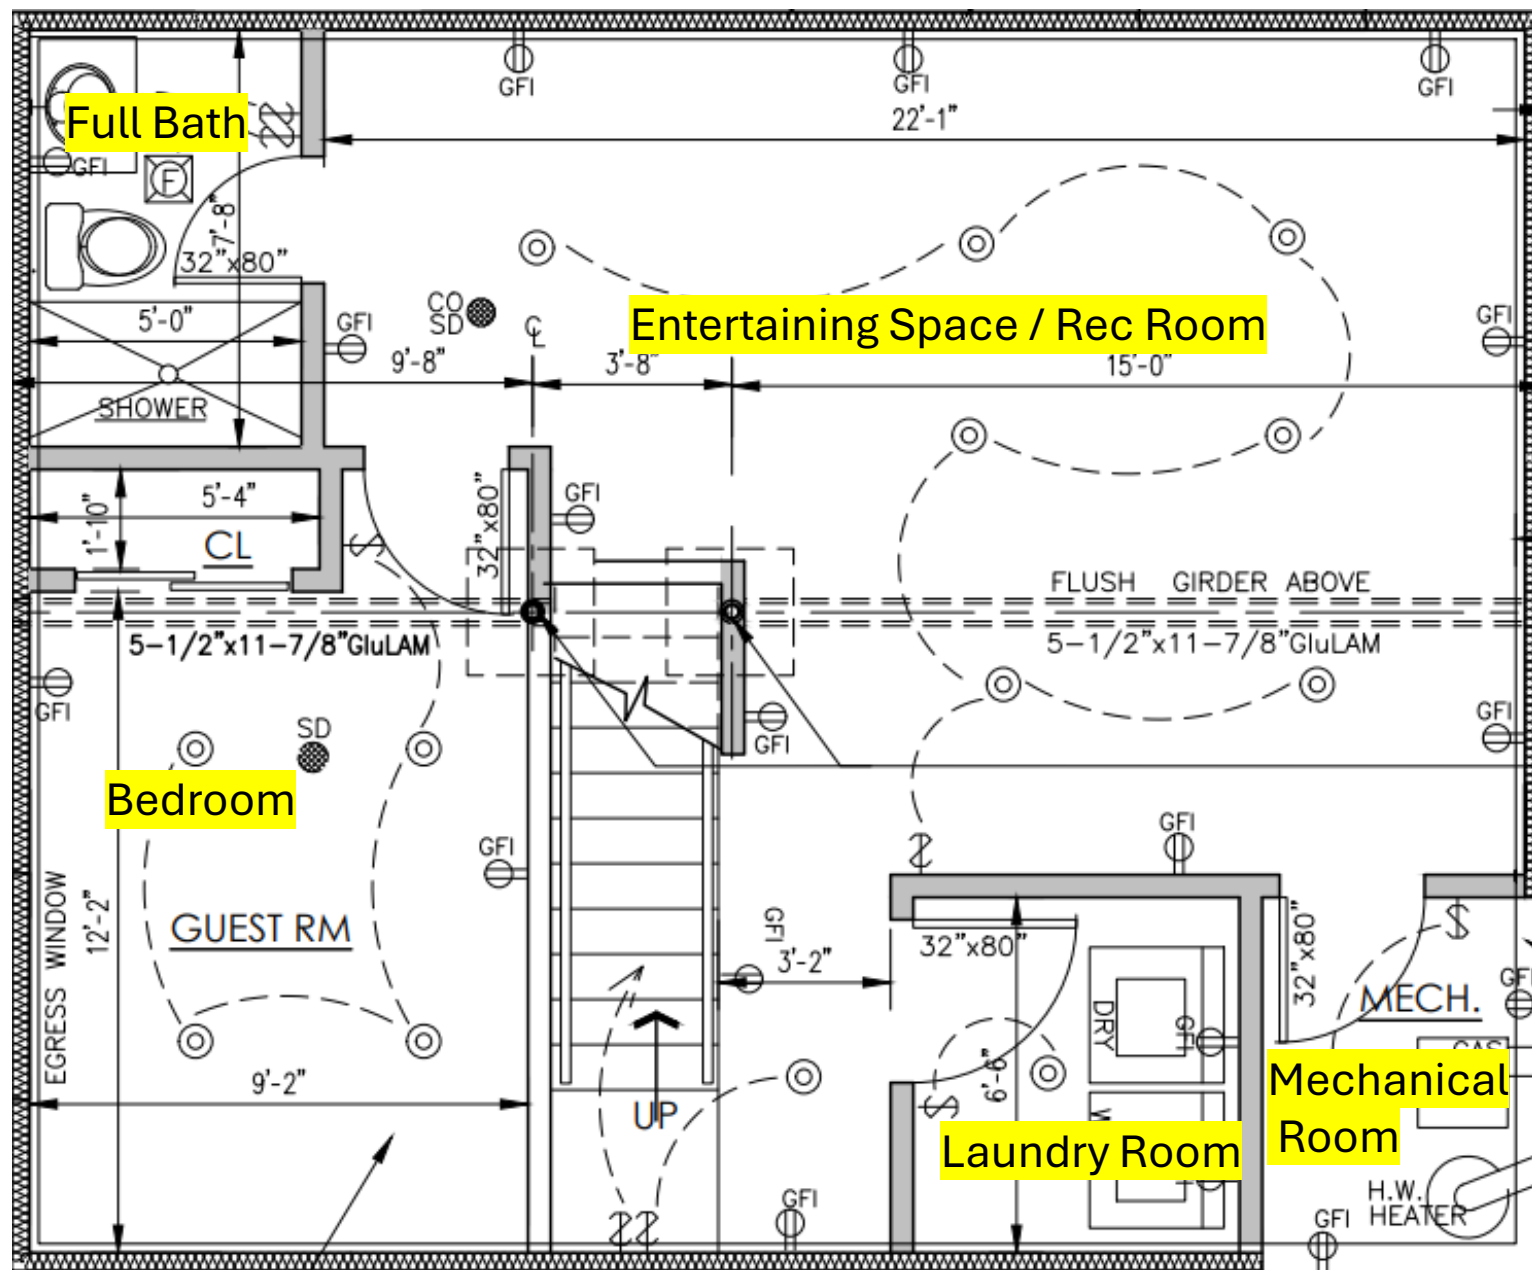 GFI
GFI
GFI
22'-1"
Full Bath
GFI
F
7'-8"
32"x80"
CO
SD
5'-0"
GFI
GFI
Entertaining Space / Rec Room
9'-8"
3'-8"
15'-0"
SHOWER
5'-4"
1'-10"
CL
32"x80"
GFI
FLUSH GIRDER ABOVE
5-1/2"x11-7/8"GluLAM
5-1/2"x11-7/8"GluLAM
GFI
SD
GFI
GFI
Bedroom
GFI
GFI
EGRESS WINDOW
12'-2"
GUEST RM
GFI
3'-2"
32"x80"
32"x80"
MECH.
GFI
DRY
GFI
GAS
9'-2"
9'-6"
Mechanical
Room
UP
W
Laundry Room
H.W.
HEATER
GFI
GFI